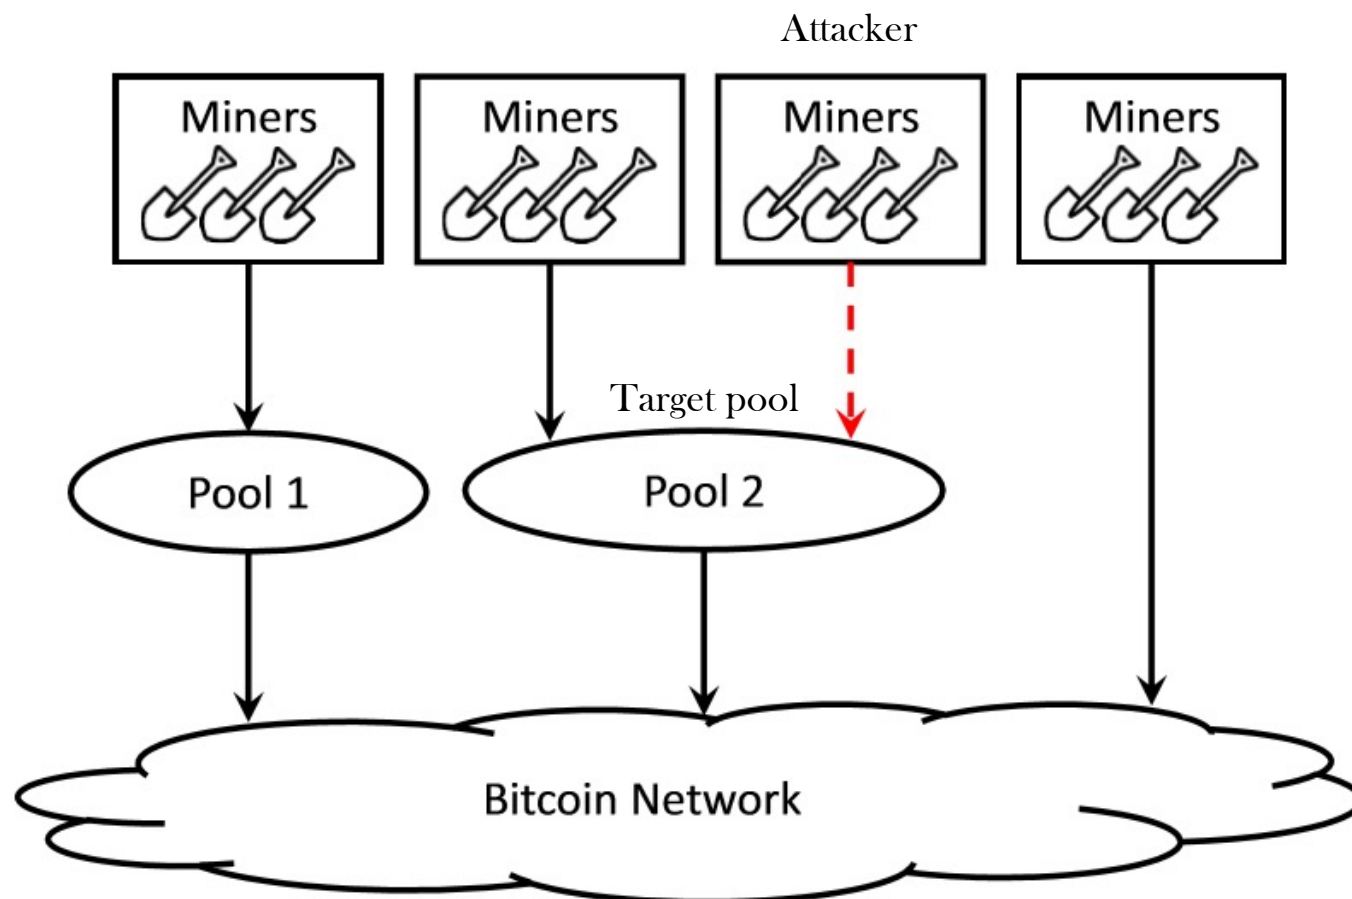 Attacker
Miners
Miners
Miners
Miners
Target pool
Pool 1
Pool 2
Bitcoin Network